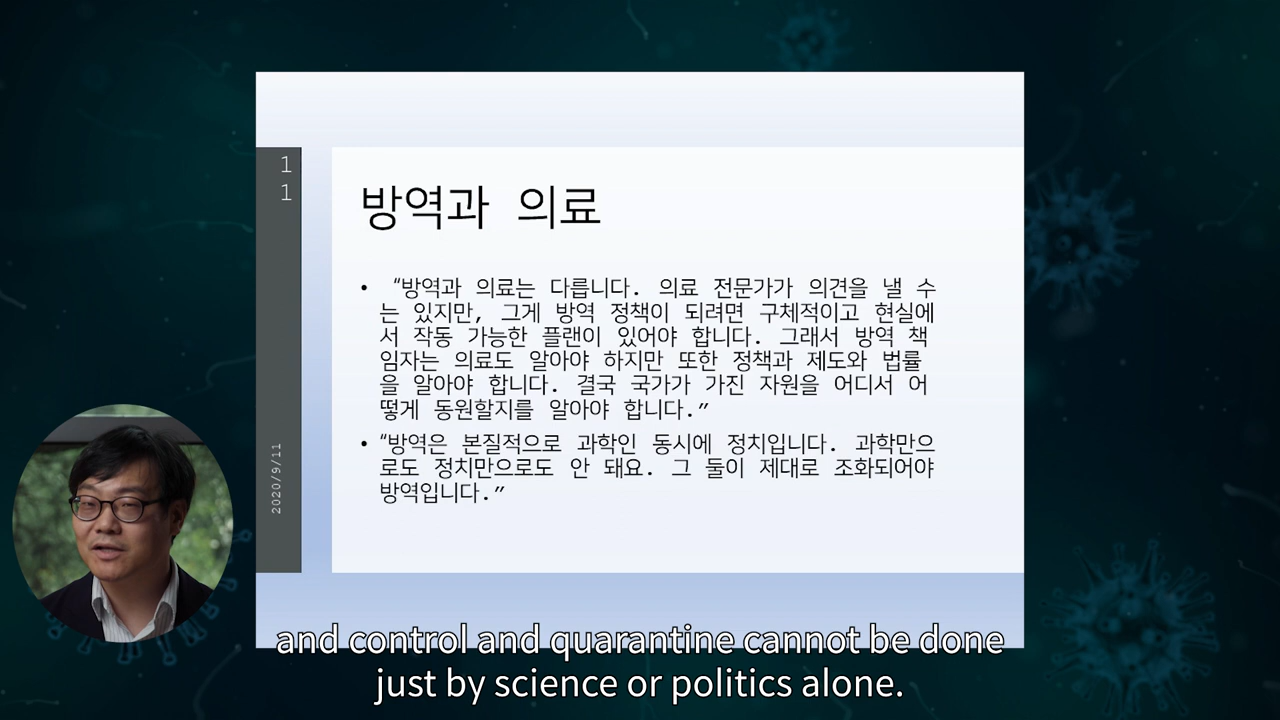 1
1
방역과 의료
• “방역과 의료는 다릅니다. 의료 전문가가 의견을 낼 수
는 있지만, 그게 방역 정책이 되려면 구체적이고 현실에
서 작동 가능한 플랜이 있어야 합니다. 그래서 방역 책
임자는 의료도 알아야 하지만 또한 정책과 제도와 법률
을 알아야 합니다. 결국 국가가 가진 자원을 어디서 어
떻게 동원할지를 알아야 합니다.”
• “방역은 본질적으로 과학인 동시에 정치입니다. 과학만으
로도 정치만으로도 안 돼요. 그 둘이 제대로 조화되어야
방역입니다.”
2020/9/11
and control and quarantine cannot be done
just by science or politics alone.